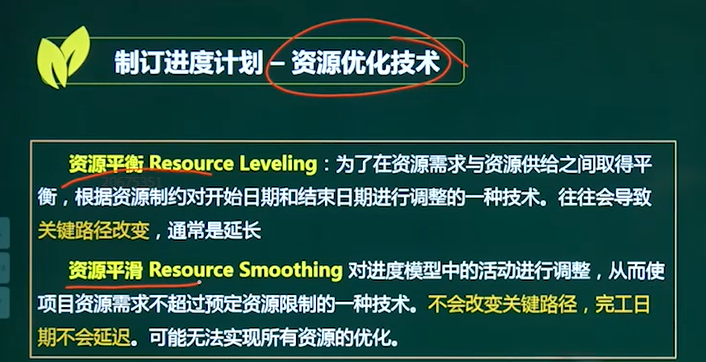 制订进度计划 – 资源优化技术
资源平衡 Resource Leveling：为了在资源需求与资源供给之间取得平
衡，根据资源制约对开始日期和结束日期进行调整的一种技术。往往会导致
关键路径改变，通常是延长
资源平滑 Resource Smoothing 对进度模型中的活动进行调整，从而使
项目资源需求不超过预定资源限制的一种技术。不会改变关键路径，完工日
期不会延迟。可能无法实现所有资源的优化。